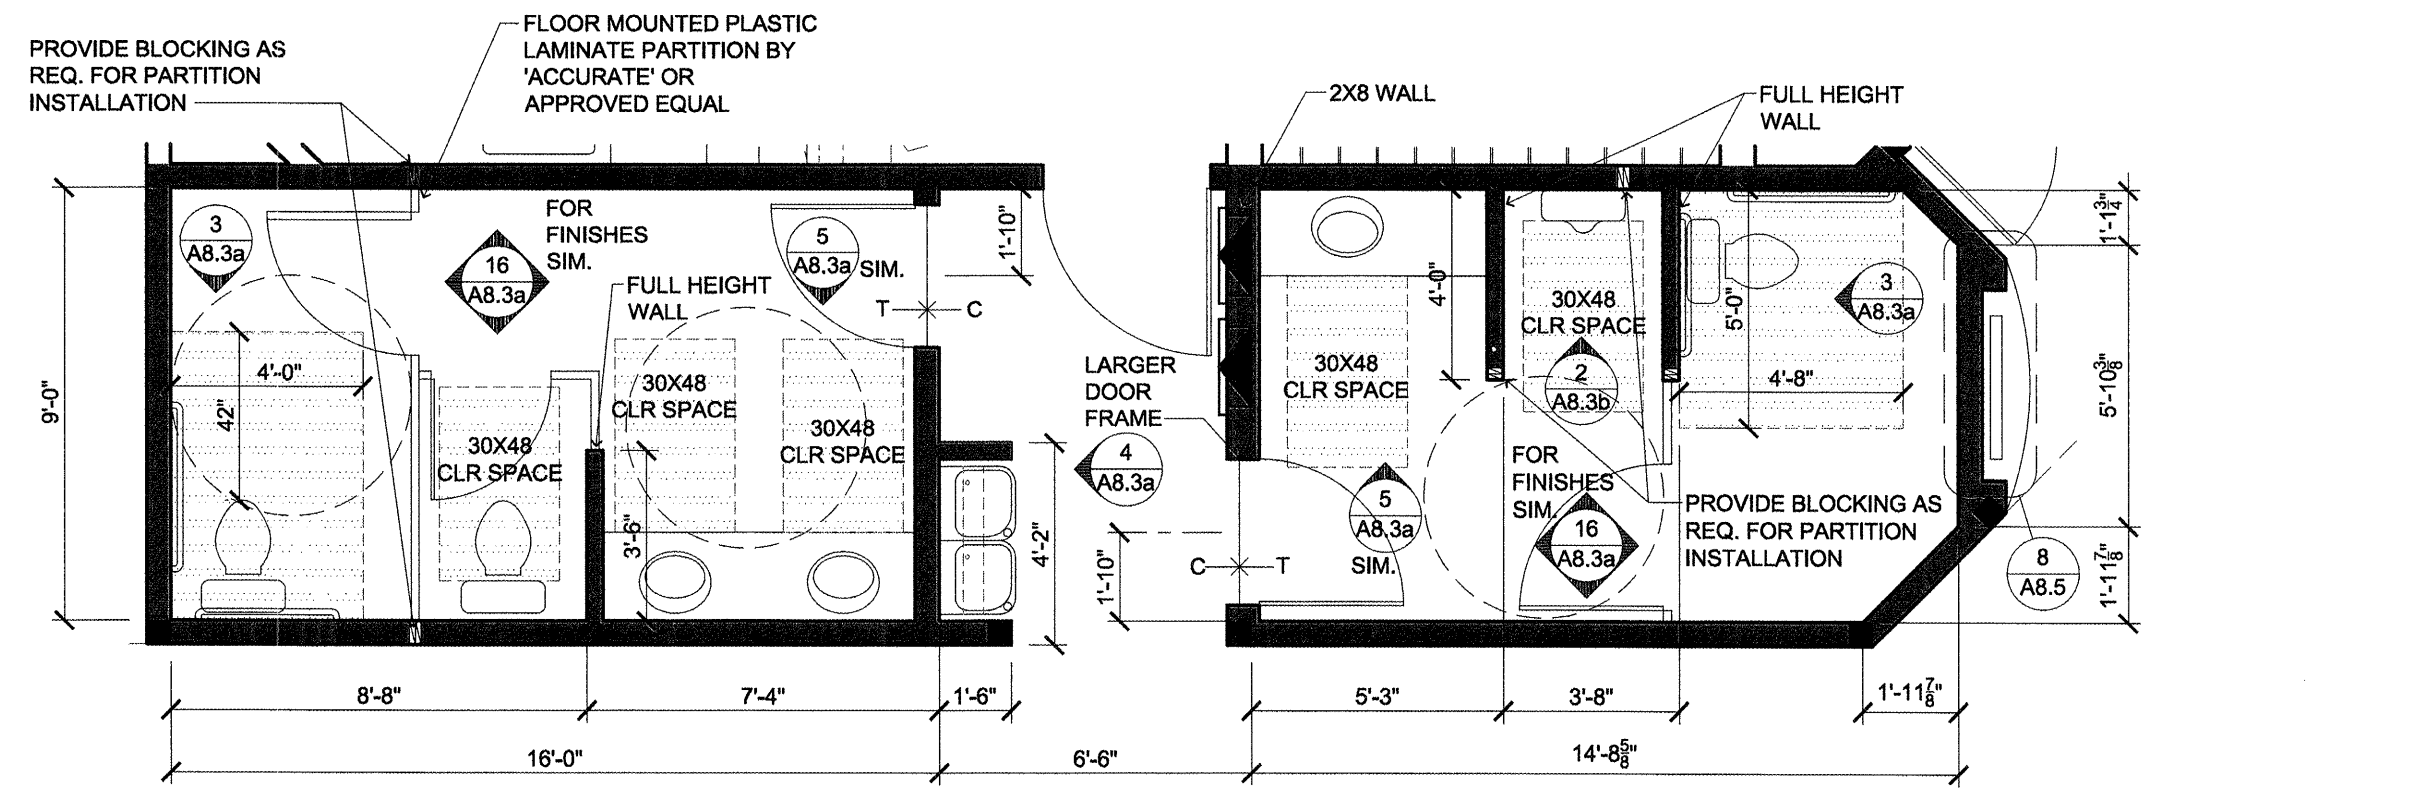 FLOOR MOUNTED PLASTIC
LAMINATE PARTITION BY
'ACCURATE' OR
APPROVED EQUAL
PROVIDE BLOCKING AS
REQ. FOR PARTITION
INSTALLATION
2X8 WALL
FULL HEIGHT
WALL
3
A8.3a
16
A8.3a
FOR
FINISHES
SIM.
5
A8.3a
SIM.
FULL HEIGHT
WALL
T
C
1'-10"
9'-0"
4'-0"
42"
30X48
CLR SPACE
30X48
CLR SPACE
30X48
CLR SPACE
3'-6"
4'-2"
LARGER
DOOR
FRAME
4
A8.3a
1'-10"
C
T
30X48
CLR SPACE
4'-0"
30X48
CLR SPACE
2
A8.3b
5'-0"
4'-8"
3
A8.3a
5
A8.3a
SIM.
FOR
FINISHES
SIM.
16
A8.3a
PROVIDE BLOCKING AS
REQ. FOR PARTITION
INSTALLATION
8
A8.5
1'-1 3/4"
5'-10 3/8"
1'-11 7/8"
8'-8"
7'-4"
1'-6"
5'-3"
3'-8"
1'-11 7/8"
16'-0"
6'-6"
14'-8 5/8"